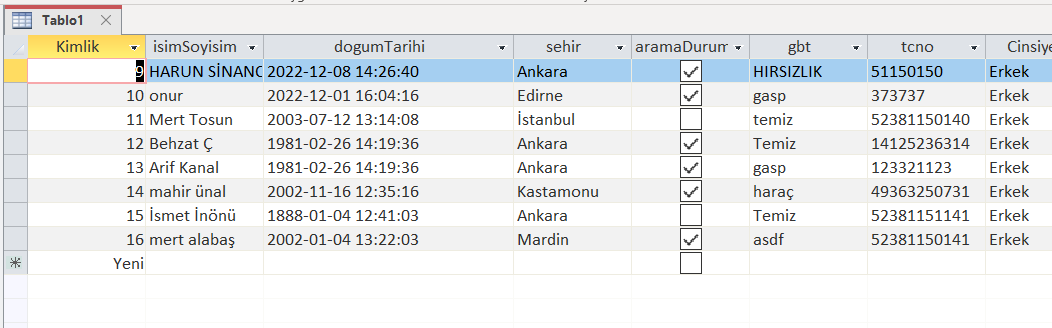 Tablo1
Kimlik isimSoyisim dogumTarihi sehir aramaDurum gbt tcno Cinsiye
9 HARUN SİNANC 2022-12-08 14:26:40 Ankara HIRSIZLIK 51150150 Erkek
10 onur 2022-12-01 16:04:16 Edirne gasp 373737 Erkek
11 Mert Tosun 2003-07-12 13:14:08 İstanbul temiz 52381150140 Erkek
12 Behzat Ç 1981-02-26 14:19:36 Ankara Temiz 14125236314 Erkek
13 Arif Kanal 1981-02-26 14:19:36 Ankara gasp 123321123 Erkek
14 mahir ünal 2002-11-16 12:35:16 Kastamonu haraç 49363250731 Erkek
15 İsmet İnönü 1888-01-04 12:41:03 Ankara Temiz 52381151141 Erkek
16 mert alabaş 2002-01-04 13:22:03 Mardin asdf 52381150141 Erkek
Yeni